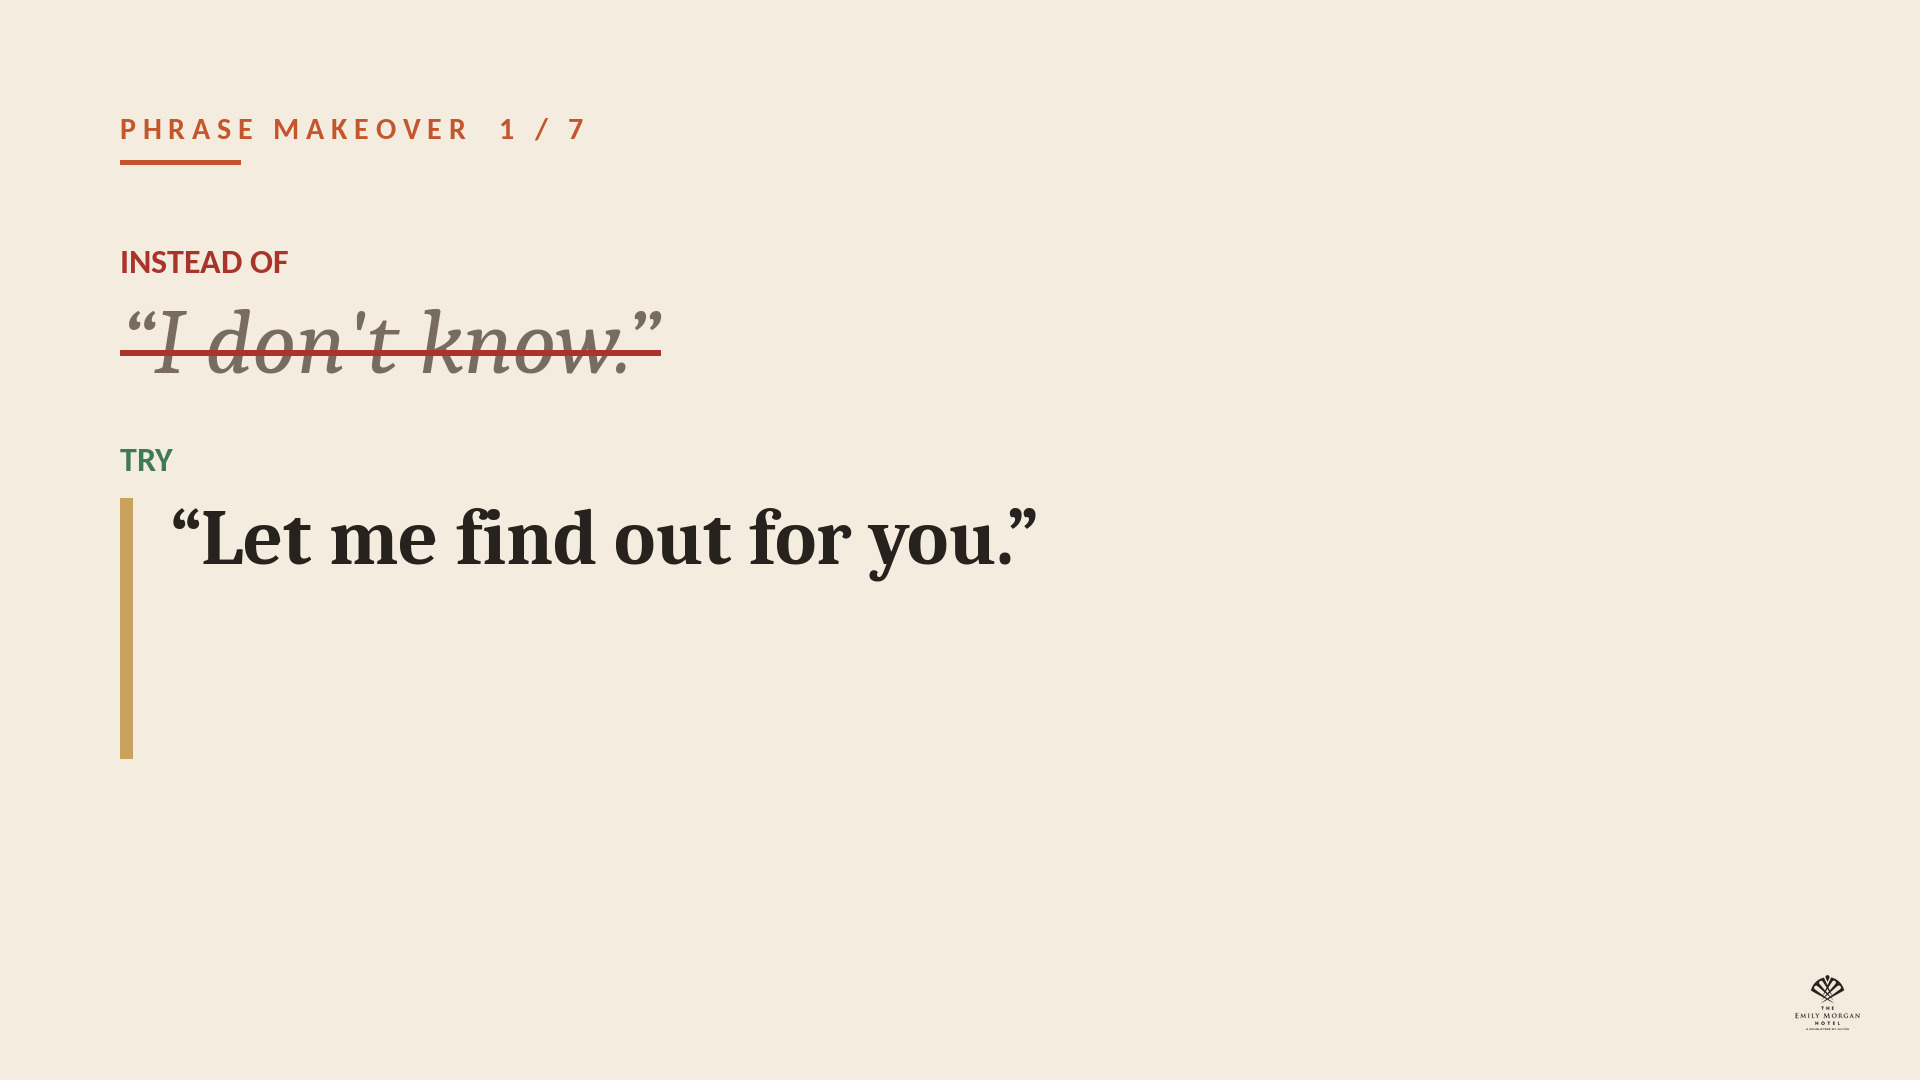 PHRASE MAKEOVER 1 / 7
INSTEAD OF
“I don't know.”
TRY
“Let me find out for you.”
THE
EMILY MORGAN
HOTEL